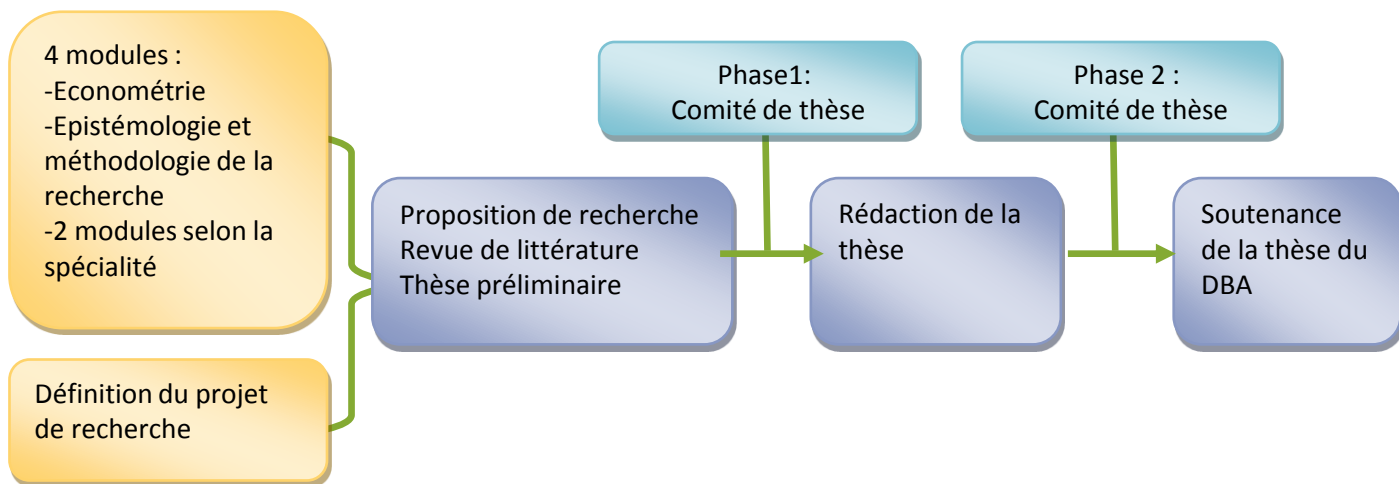 4 modules :
-Econométrie
-Epistémologie et
méthodologie de la
recherche
-2 modules selon la
spécialité
Définition du projet
de recherche
Proposition de recherche
Revue de littérature
Thèse préliminaire
Phase1:
Comité de thèse
Rédaction de la
thèse
Phase 2 :
Comité de thèse
Soutenance
de la thèse du
DBA